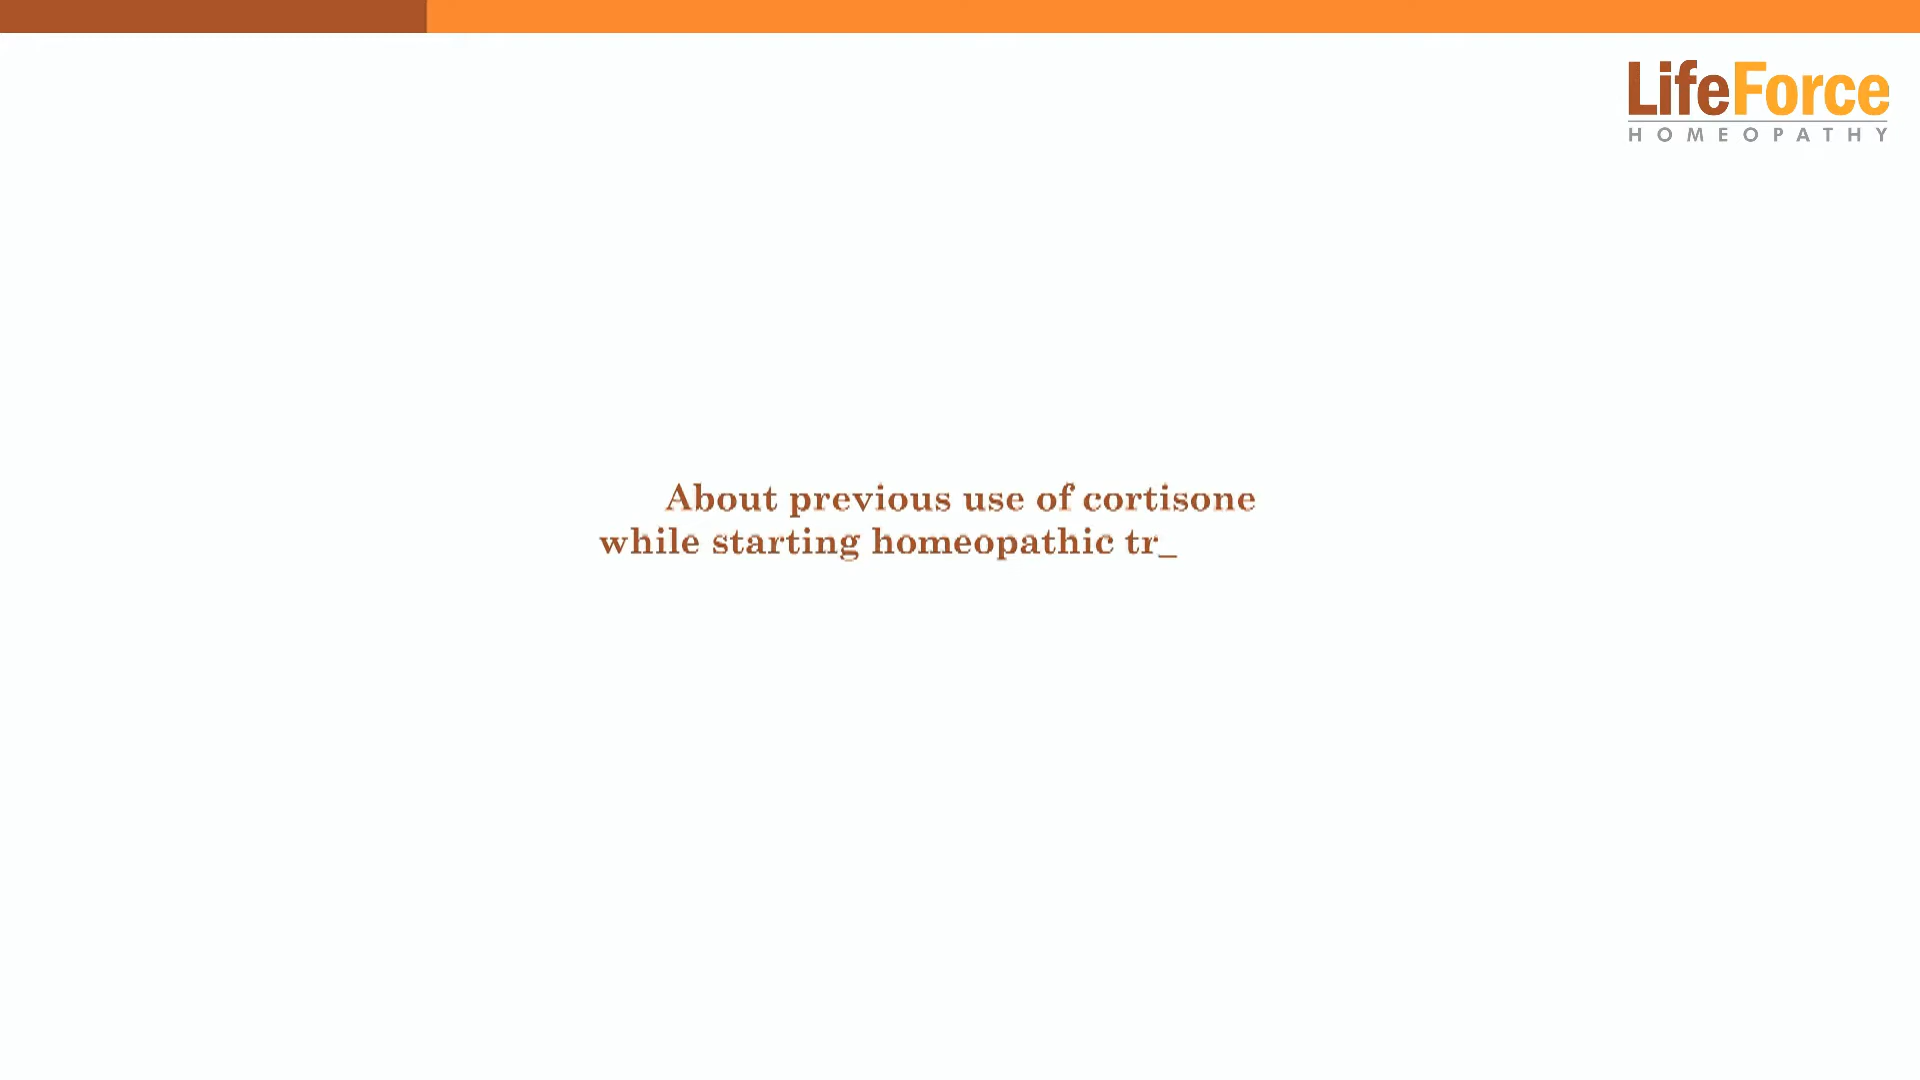 LifeForce
HOMEOPATHY
About previous use of cortisone
while starting homeopathic tr_